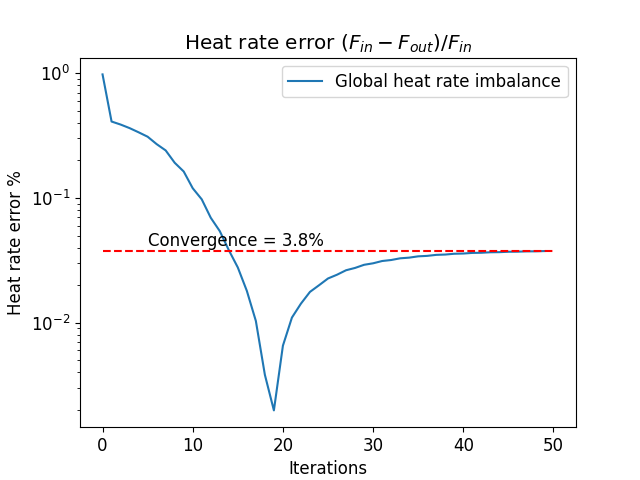 Heat rate error (F_in − F_out)/F_in
Global heat rate imbalance
Heat rate error %
10^0
10^-1
10^-2
Convergence = 3.8%
0 10 20 30 40 50
Iterations